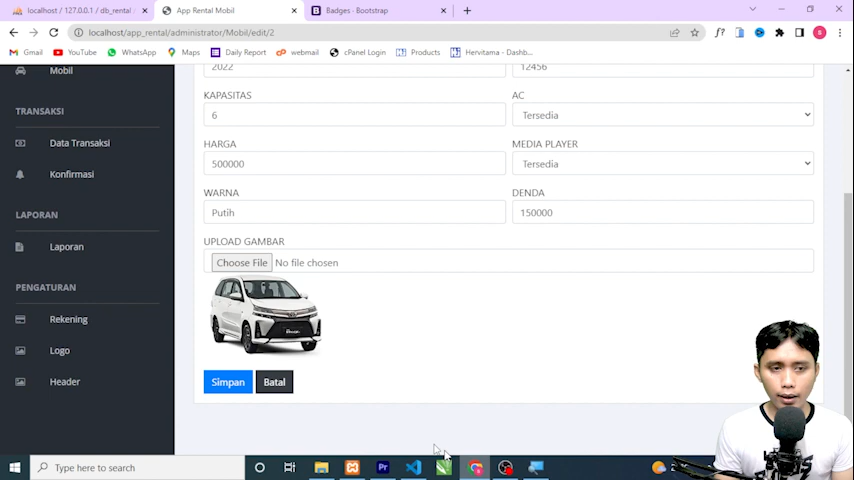 localhost / 127.0.0.1 / db_rental
App Rental Mobil
Badges · Bootstrap
localhost/app_rental/administrator/Mobil/edit/2
Gmail YouTube WhatsApp Maps Daily Report webmail cPanel Login Products Hervitama - Dashb...
Mobil
TRANSAKSI
Data Transaksi
Konfirmasi
LAPORAN
Laporan
PENGATURAN
Rekening
Logo
Header
2022 12456
KAPASITAS AC
6 Tersedia
HARGA MEDIA PLAYER
500000 Tersedia
WARNA DENDA
Putih 150000
UPLOAD GAMBAR
Choose File No file chosen
Simpan Batal
Type here to search